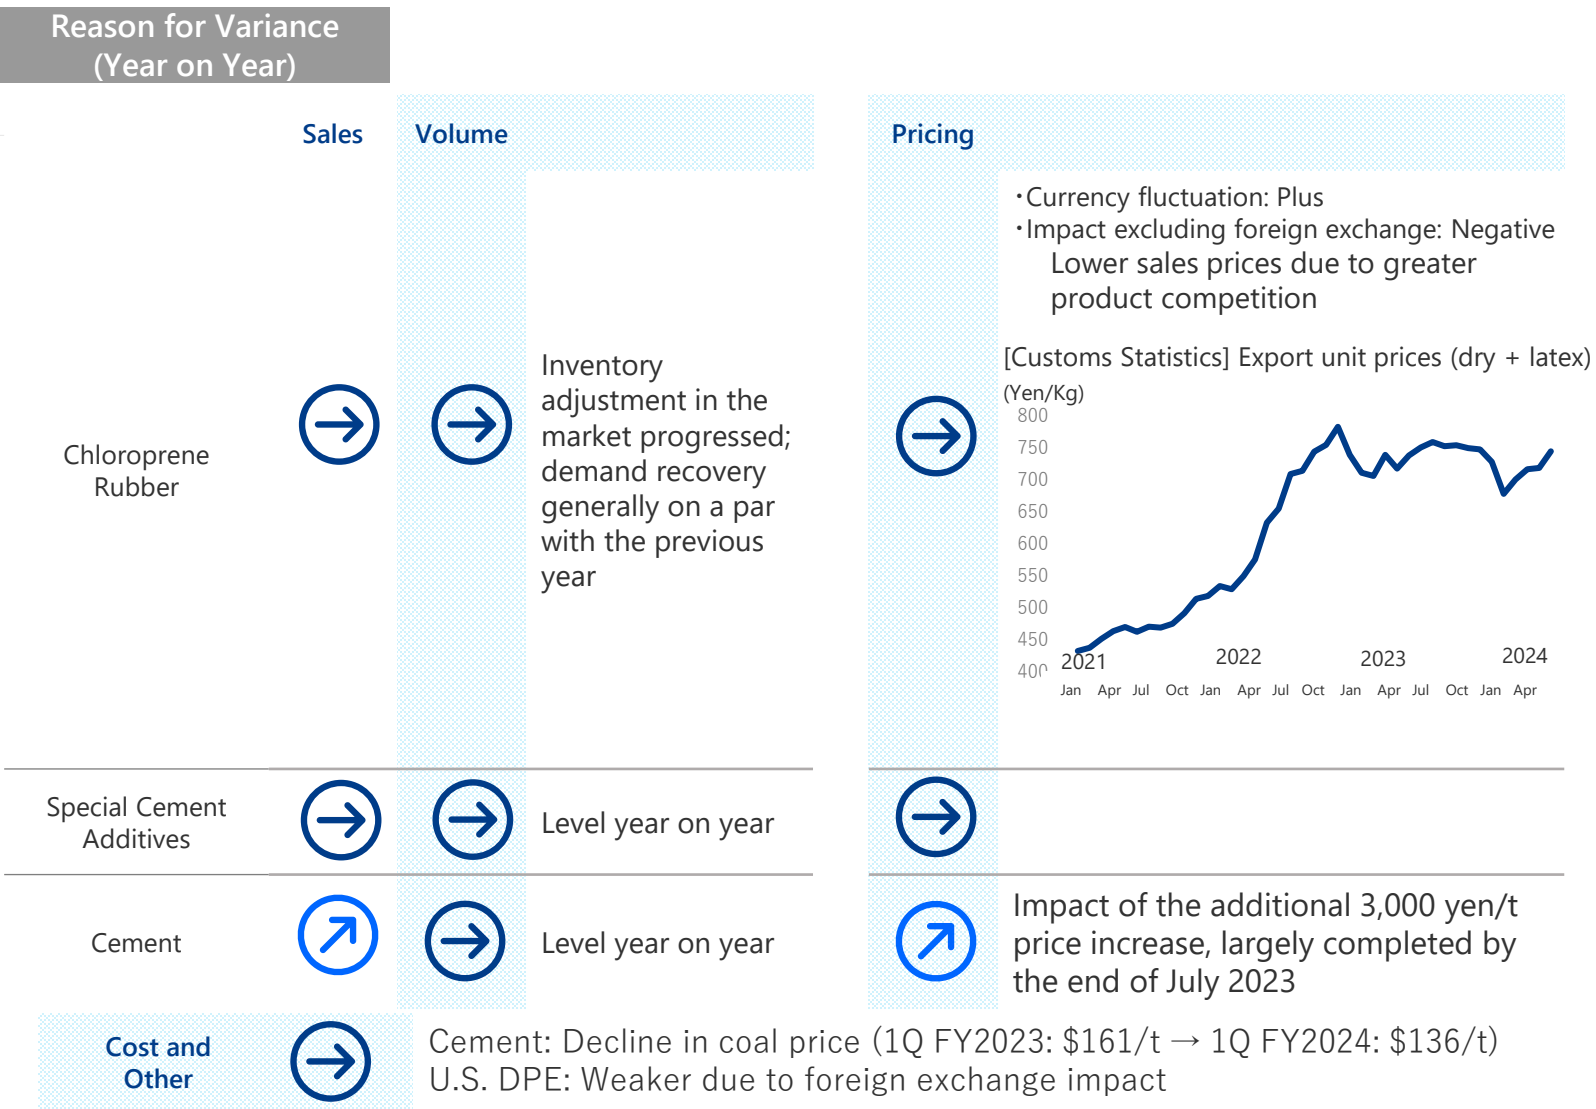 Reason for Variance
(Year on Year)
Sales
Volume
Pricing
Chloroprene
Rubber
Inventory
adjustment in the
market progressed;
demand recovery
generally on a par
with the previous
year
・Currency fluctuation: Plus
・Impact excluding foreign exchange: Negative
Lower sales prices due to greater
product competition
[Customs Statistics] Export unit prices (dry + latex)
(Yen/Kg)
800
750
700
650
600
550
500
450
400
2021 2022 2023 2024
Jan Apr Jul Oct Jan Apr Jul Oct Jan Apr Jul Oct Jan Apr
Special Cement
Additives
Level year on year
Cement
Level year on year
Impact of the additional 3,000 yen/t
price increase, largely completed by
the end of July 2023
Cost and
Other
Cement: Decline in coal price (1Q FY2023: $161/t → 1Q FY2024: $136/t)
U.S. DPE: Weaker due to foreign exchange impact